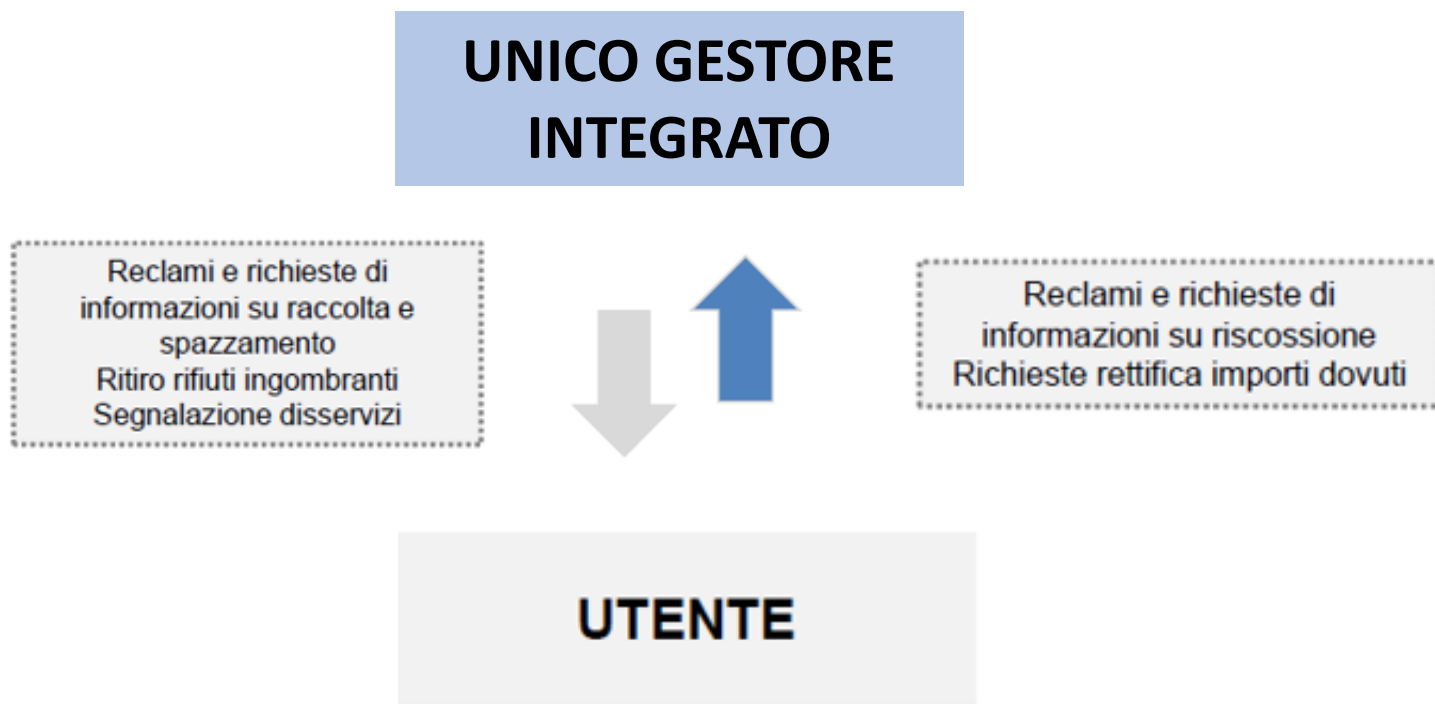 UNICO GESTORE
INTEGRATO
Reclami e richieste di
informazioni su raccolta e
spazzamento
Ritiro rifiuti ingombranti
Segnalazione disservizi
Reclami e richieste di
informazioni su riscossione
Richieste rettifica importi dovuti
UTENTE